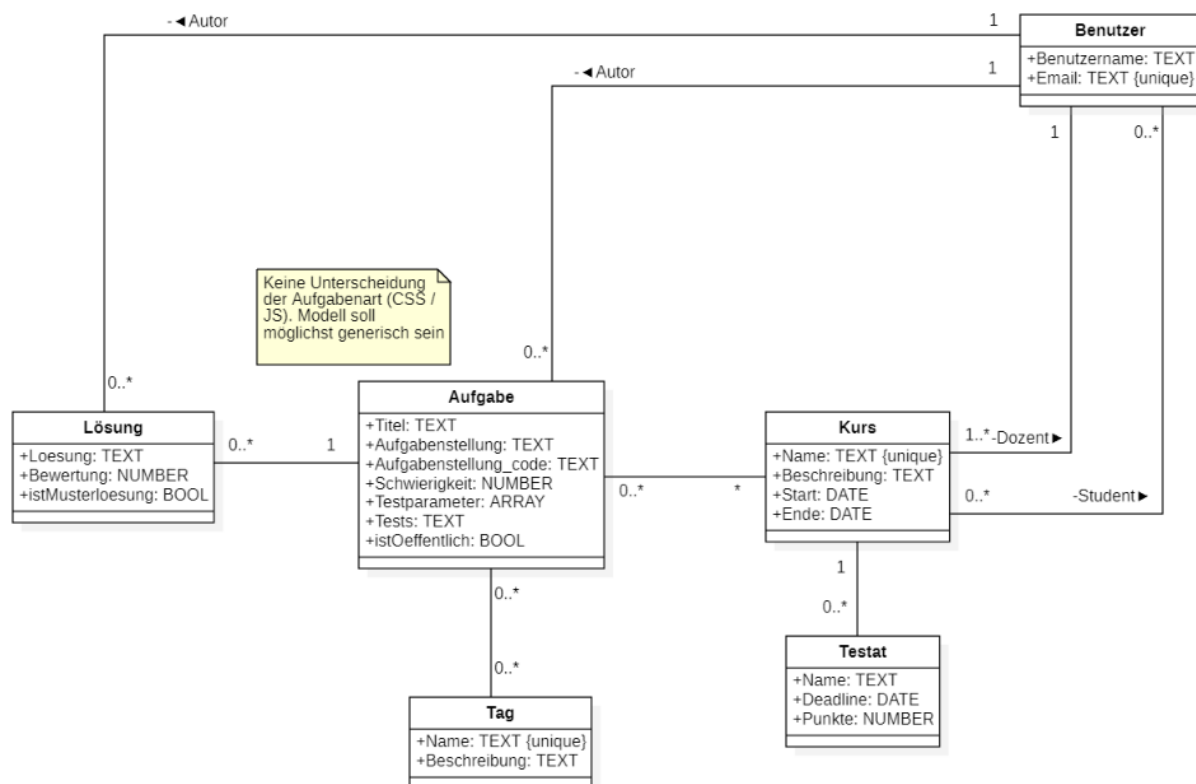 -◄Autor
1
Benutzer
+Benutzername: TEXT
+Email: TEXT {unique}
-◄Autor
1
1
0..*
Keine Unterscheidung
der Aufgabenart (CSS /
JS). Modell soll
möglichst generisch sein
0..*
0..*
Lösung
+Loesung: TEXT
+Bewertung: NUMBER
+istMusterloesung: BOOL
0..*
1
Aufgabe
+Titel: TEXT
+Aufgabenstellung: TEXT
+Aufgabenstellung_code: TEXT
+Schwierigkeit: NUMBER
+Testparameter: ARRAY
+Tests: TEXT
+istOeffentlich: BOOL
0..*
*
Kurs
+Name: TEXT {unique}
+Beschreibung: TEXT
+Start: DATE
+Ende: DATE
1..*
-Dozent►
0..*
-Student►
1
0..*
0..*
0..*
Testat
+Name: TEXT
+Deadline: DATE
+Punkte: NUMBER
Tag
+Name: TEXT {unique}
+Beschreibung: TEXT